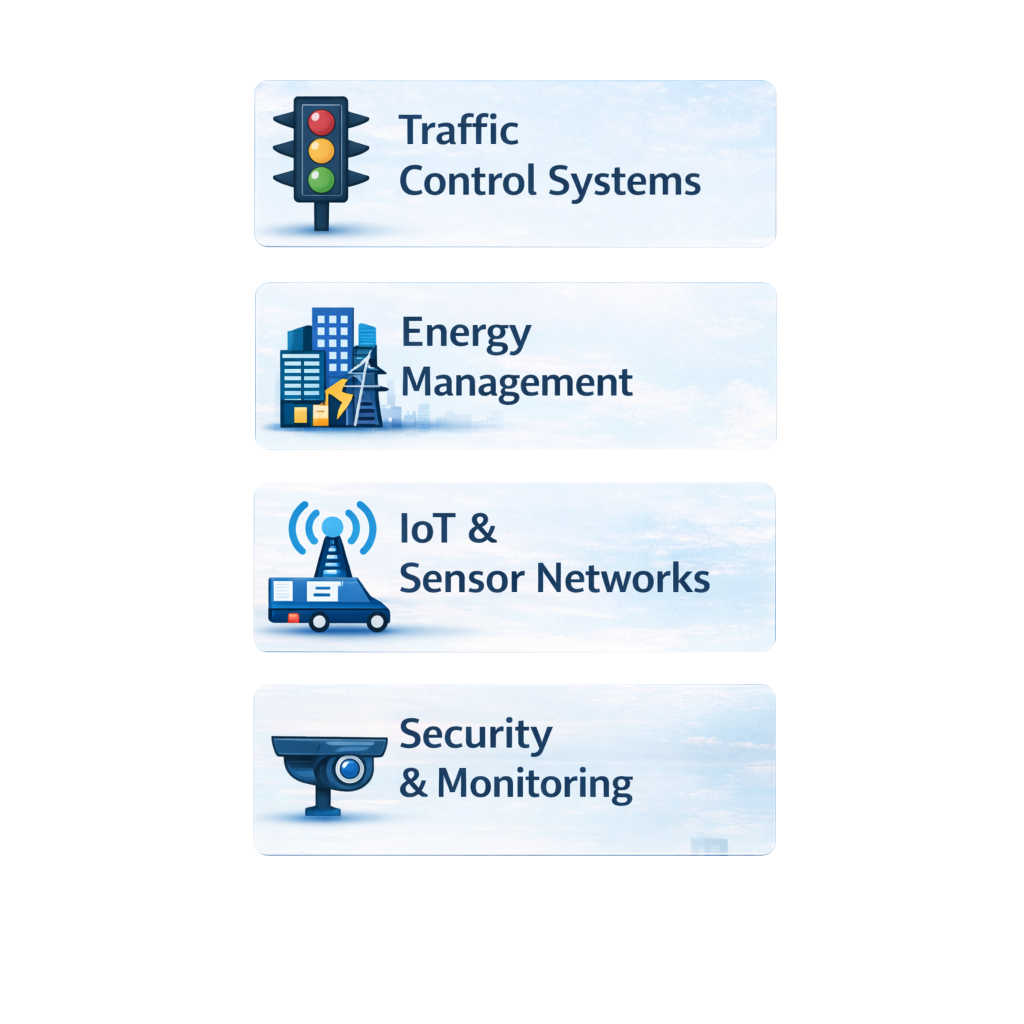 Traffic
Control Systems
Energy
Management
IoT &
Sensor Networks
Security
& Monitoring